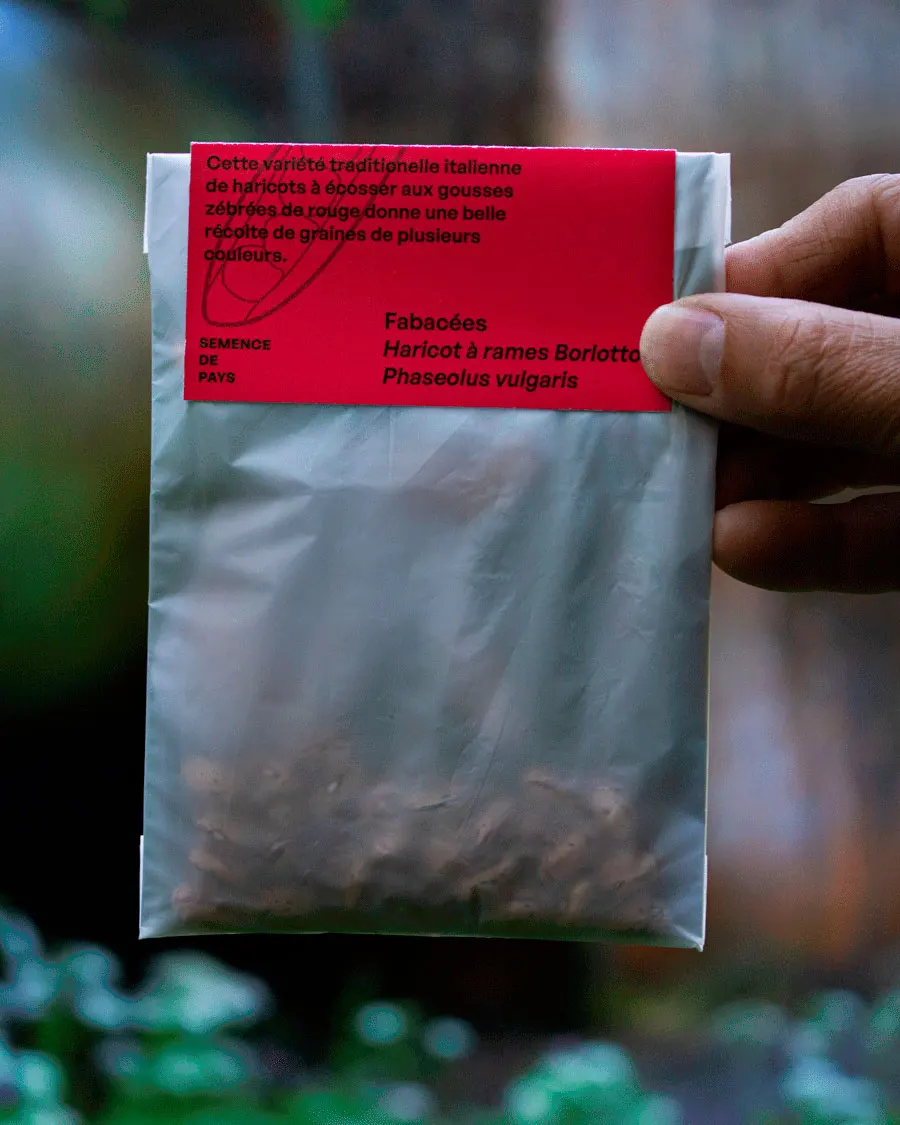 Cette variété traditionelle italienne
de haricots à écosser aux gousses
zébrées de rouge donne une belle
récolte de graines de plusieurs
couleurs.
SEMENCE
DE
PAYS
Fabacées
Haricot à rames Borlotto
Phaseolus vulgaris